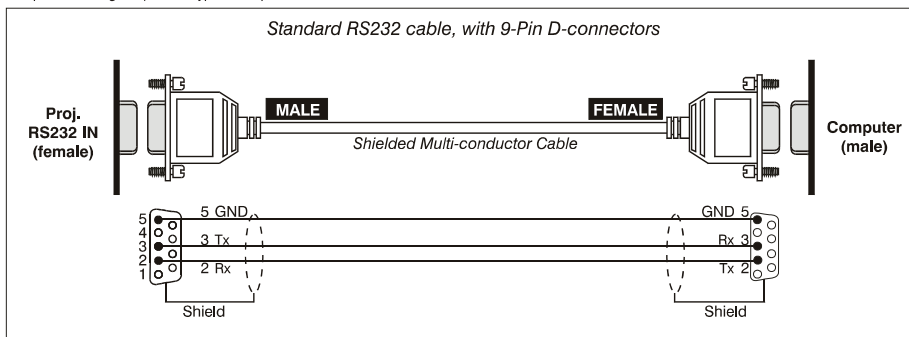 Standard RS232 cable, with 9-Pin D-connectors
MALE
FEMALE
Proj.
RS232 IN
(female)
Computer
(male)
Shielded Multi-conductor Cable
5 GND
GND 5
5
4
3 Tx
Rx 3
3
2 Rx
Tx 2
2
1
Shield
Shield